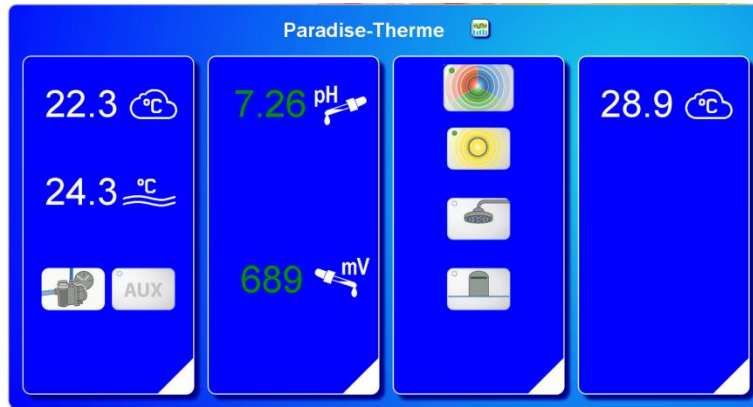 Paradise-Therme
22.3 °C
24.3 °C
AUX
7.26 pH
689 mV
28.9 °C